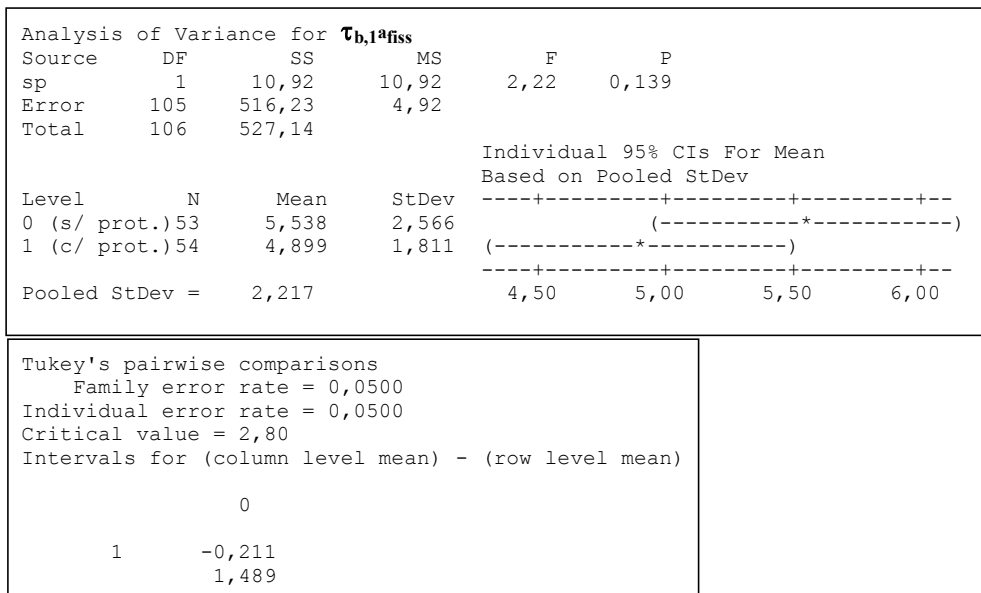 Analysis of Variance for τb,1ªfiss
Source     DF        SS        MS         F        P
sp          1     10,92     10,92      2,22    0,139
Error     105    516,23      4,92
Total     106    527,14
                                   Individual 95% CIs For Mean
                                   Based on Pooled StDev
Level        N      Mean     StDev  ----+---------+---------+---------+--
0 (s/ prot.)53     5,538     2,566               (-----------*-----------)
1 (c/ prot.)54     4,899     1,811  (-----------*-----------)
                                   ----+---------+---------+---------+--
Pooled StDev =     2,217              4,50      5,00      5,50      6,00
Tukey's pairwise comparisons
    Family error rate = 0,0500
Individual error rate = 0,0500
Critical value = 2,80
Intervals for (column level mean) - (row level mean)
                 0
       1      -0,211
               1,489